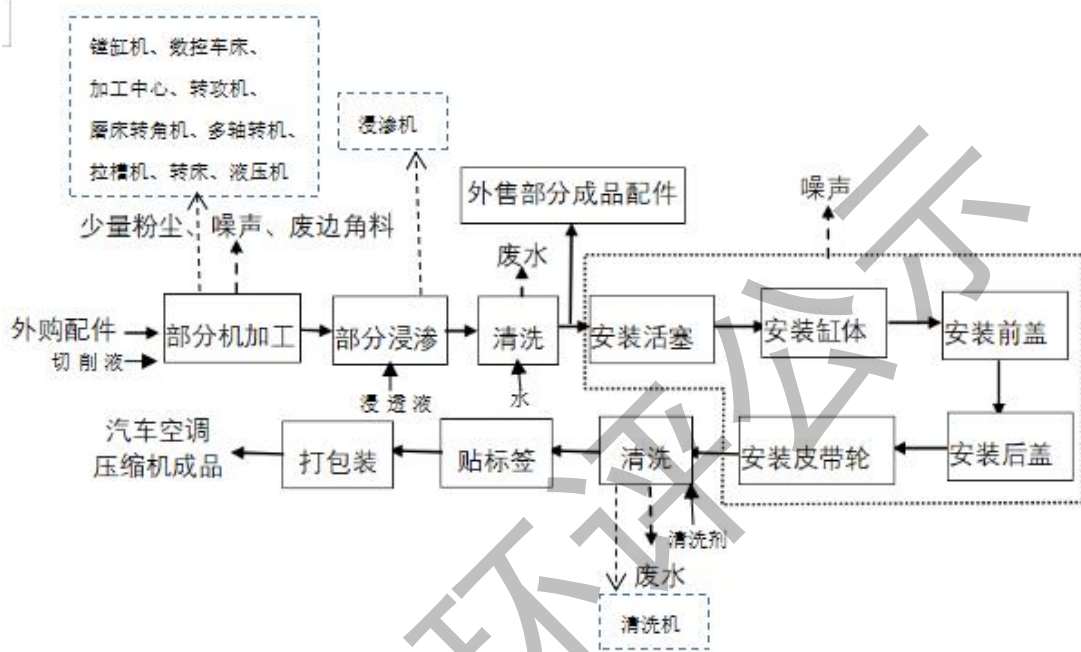 镗缸机、数控车床、
加工中心、转攻机、
磨床转角机、多轴转机、
拉槽机、转床、液压机
浸渗机
外售部分成品配件
噪声
少量粉尘、噪声、废边角料
废水
外购配件
切削液
部分机加工
部分浸渗
清洗
安装活塞
安装缸体
安装前盖
浸透液
水
汽车空调
压缩机成品
打包装
贴标签
清洗
安装皮带轮
安装后盖
清洗剂
废水
清洗机
环评公示